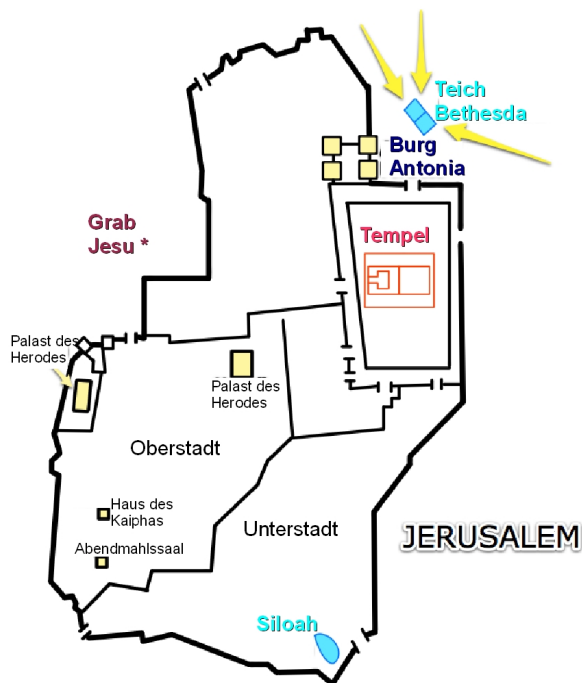 Teich
Bethesda
Burg
Antonia
Grab
Jesu *
Tempel
Palast des
Herodes
Palast des
Herodes
Oberstadt
Haus des
Kaiphas
Unterstadt
JERUSALEM
Abendmahlssaal
Siloah